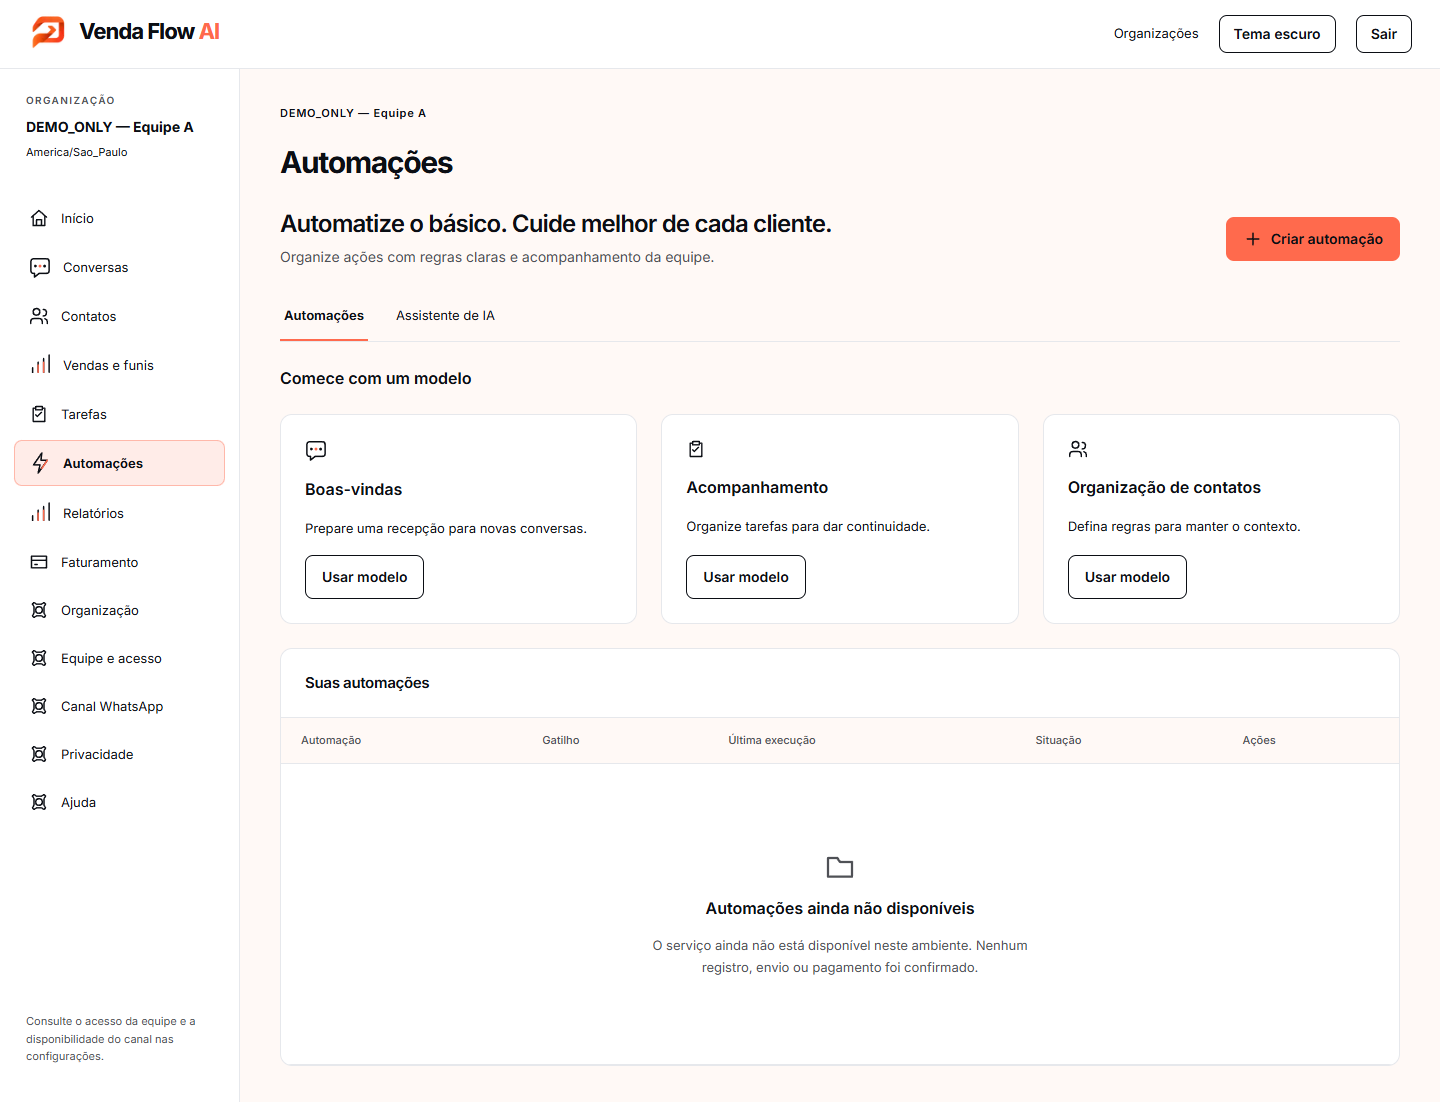 Venda Flow AI
Organizações
Tema escuro
Sair
ORGANIZAÇÃO
DEMO_ONLY — Equipe A
America/Sao_Paulo
Início
Conversas
Contatos
Vendas e funis
Tarefas
Automações
Relatórios
Faturamento
Organização
Equipe e acesso
Canal WhatsApp
Privacidade
Ajuda
Consulte o acesso da equipe e a
disponibilidade do canal nas
configurações.
DEMO_ONLY — Equipe A
Automações
Automatize o básico. Cuide melhor de cada cliente.
Organize ações com regras claras e acompanhamento da equipe.
Criar automação
Automações
Assistente de IA
Comece com um modelo
Boas-vindas
Prepare uma recepção para novas conversas.
Usar modelo
Acompanhamento
Organize tarefas para dar continuidade.
Usar modelo
Organização de contatos
Defina regras para manter o contexto.
Usar modelo
Suas automações
Automação Gatilho Última execução Situação Ações
Automações ainda não disponíveis
O serviço ainda não está disponível neste ambiente. Nenhum
registro, envio ou pagamento foi confirmado.